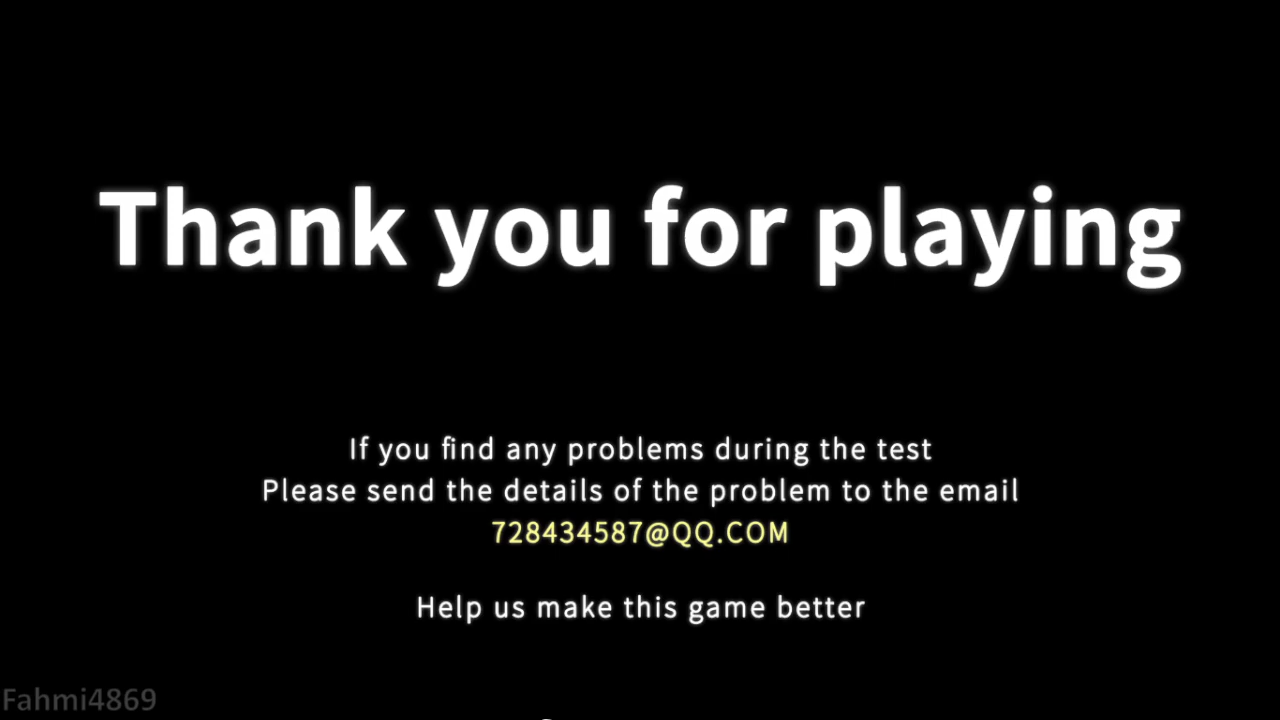 Thank you for playing
If you find any problems during the test
Please send the details of the problem to the email
728434587@QQ.COM
Help us make this game better
Fahmi4869